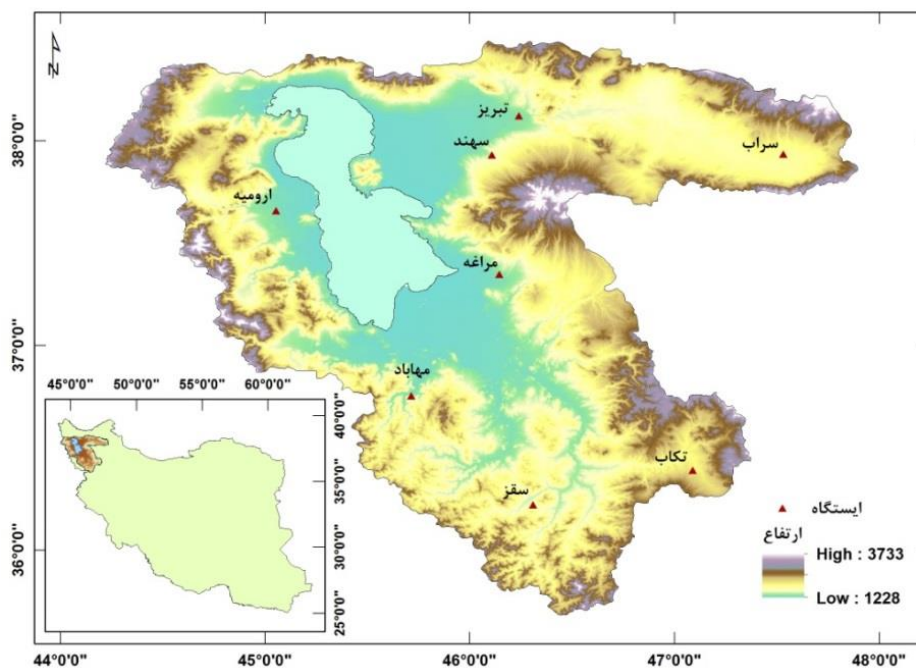 N
38°0'0"
37°0'0"
36°0'0"
تبریز
سهند
سراب
ارومیه
مراغه
مهاباد
تکاب
سقز
45°0'0" 50°0'0" 55°0'0" 60°0'0"
40°0'0"
35°0'0"
30°0'0"
25°0'0"
ایستگاه
ارتفاع
High : 3733
Low : 1228
44°0'0" 45°0'0" 46°0'0" 47°0'0" 48°0'0"